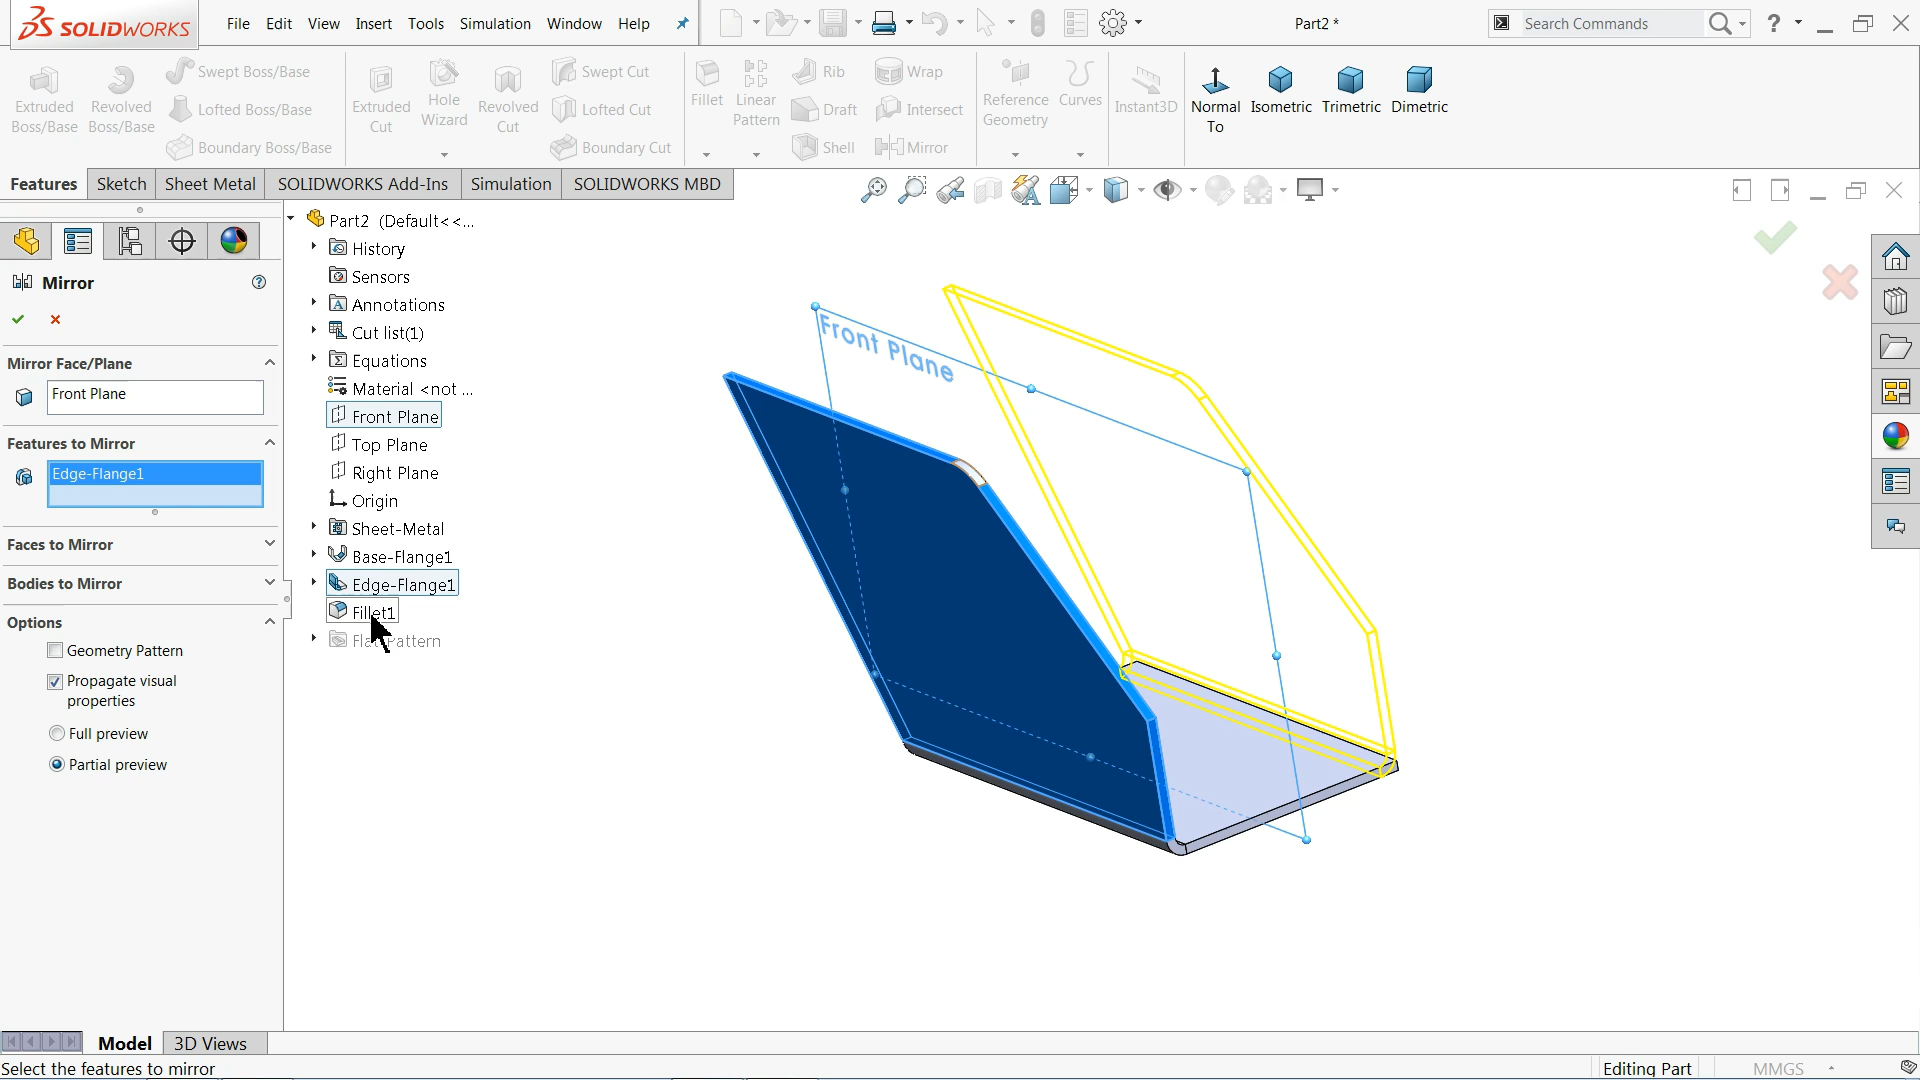 SOLIDWORKS
File Edit View Insert Tools Simulation Window Help
Part2 *
Search Commands
Extruded Boss/Base
Revolved Boss/Base
Swept Boss/Base
Lofted Boss/Base
Boundary Boss/Base
Extruded Cut
Hole Wizard
Revolved Cut
Swept Cut
Lofted Cut
Boundary Cut
Fillet
Linear Pattern
Rib
Draft
Shell
Wrap
Intersect
Mirror
Reference Geometry
Curves
Instant3D
Normal To
Isometric
Trimetric
Dimetric
Features Sketch Sheet Metal SOLIDWORKS Add-Ins Simulation SOLIDWORKS MBD
Mirror
Mirror Face/Plane
Front Plane
Features to Mirror
Edge-Flange1
Faces to Mirror
Bodies to Mirror
Options
Geometry Pattern
Propagate visual
properties
Full preview
Partial preview
Part2 (Default<<...
History
Sensors
Annotations
Cut list(1)
Equations
Material <not ...
Front Plane
Top Plane
Right Plane
Origin
Sheet-Metal
Base-Flange1
Edge-Flange1
Fillet1
Flat-Pattern
Front Plane
Model 3D Views
Select the features to mirror
Editing Part
MMGS